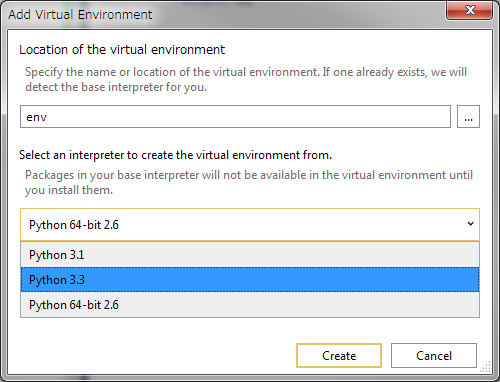 Add Virtual Environment
Location of the virtual environment
Specify the name or location of the virtual environment. If one already exists, we will
detect the base interpreter for you.
env
...
Select an interpreter to create the virtual environment from.
Packages in your base interpreter will not be available in the virtual environment until
you install them.
Python 64-bit 2.6
Python 3.1
Python 3.3
Python 64-bit 2.6
Create
Cancel